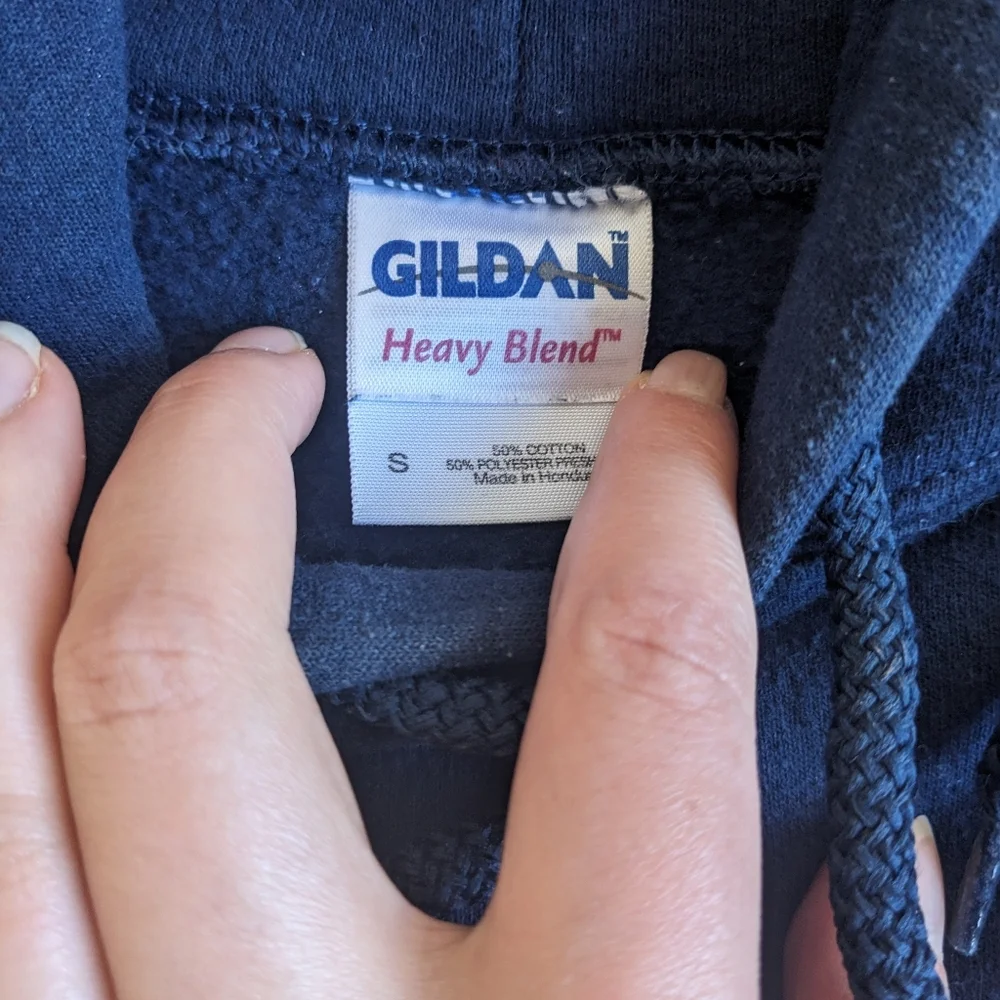 GILDAN™
Heavy Blend™
S
50% COTTON
50% POLYESTER
Made in